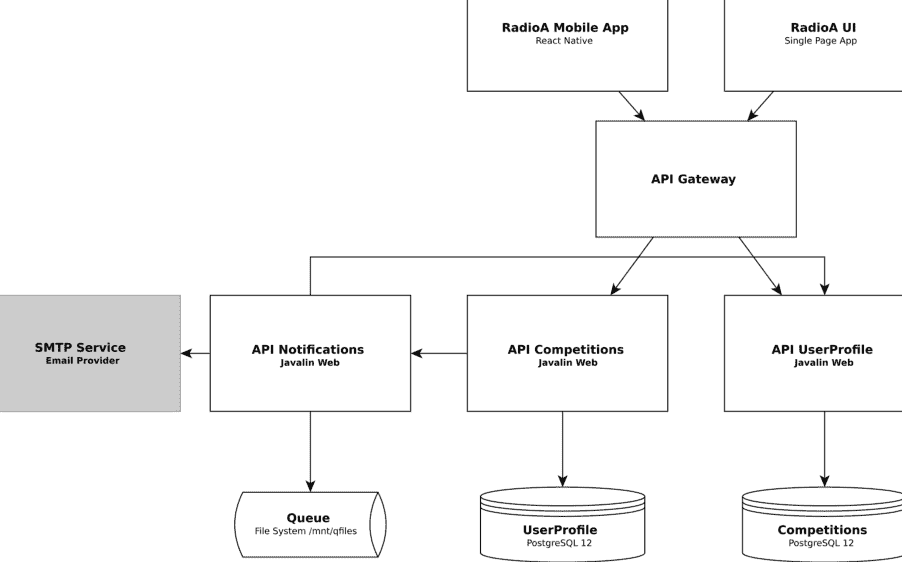 RadioA Mobile App
React Native
RadioA UI
Single Page App
API Gateway
SMTP Service
Email Provider
API Notifications
Javalin Web
API Competitions
Javalin Web
API UserProfile
Javalin Web
Queue
File System /mnt/qfiles
UserProfile
PostgreSQL 12
Competitions
PostgreSQL 12